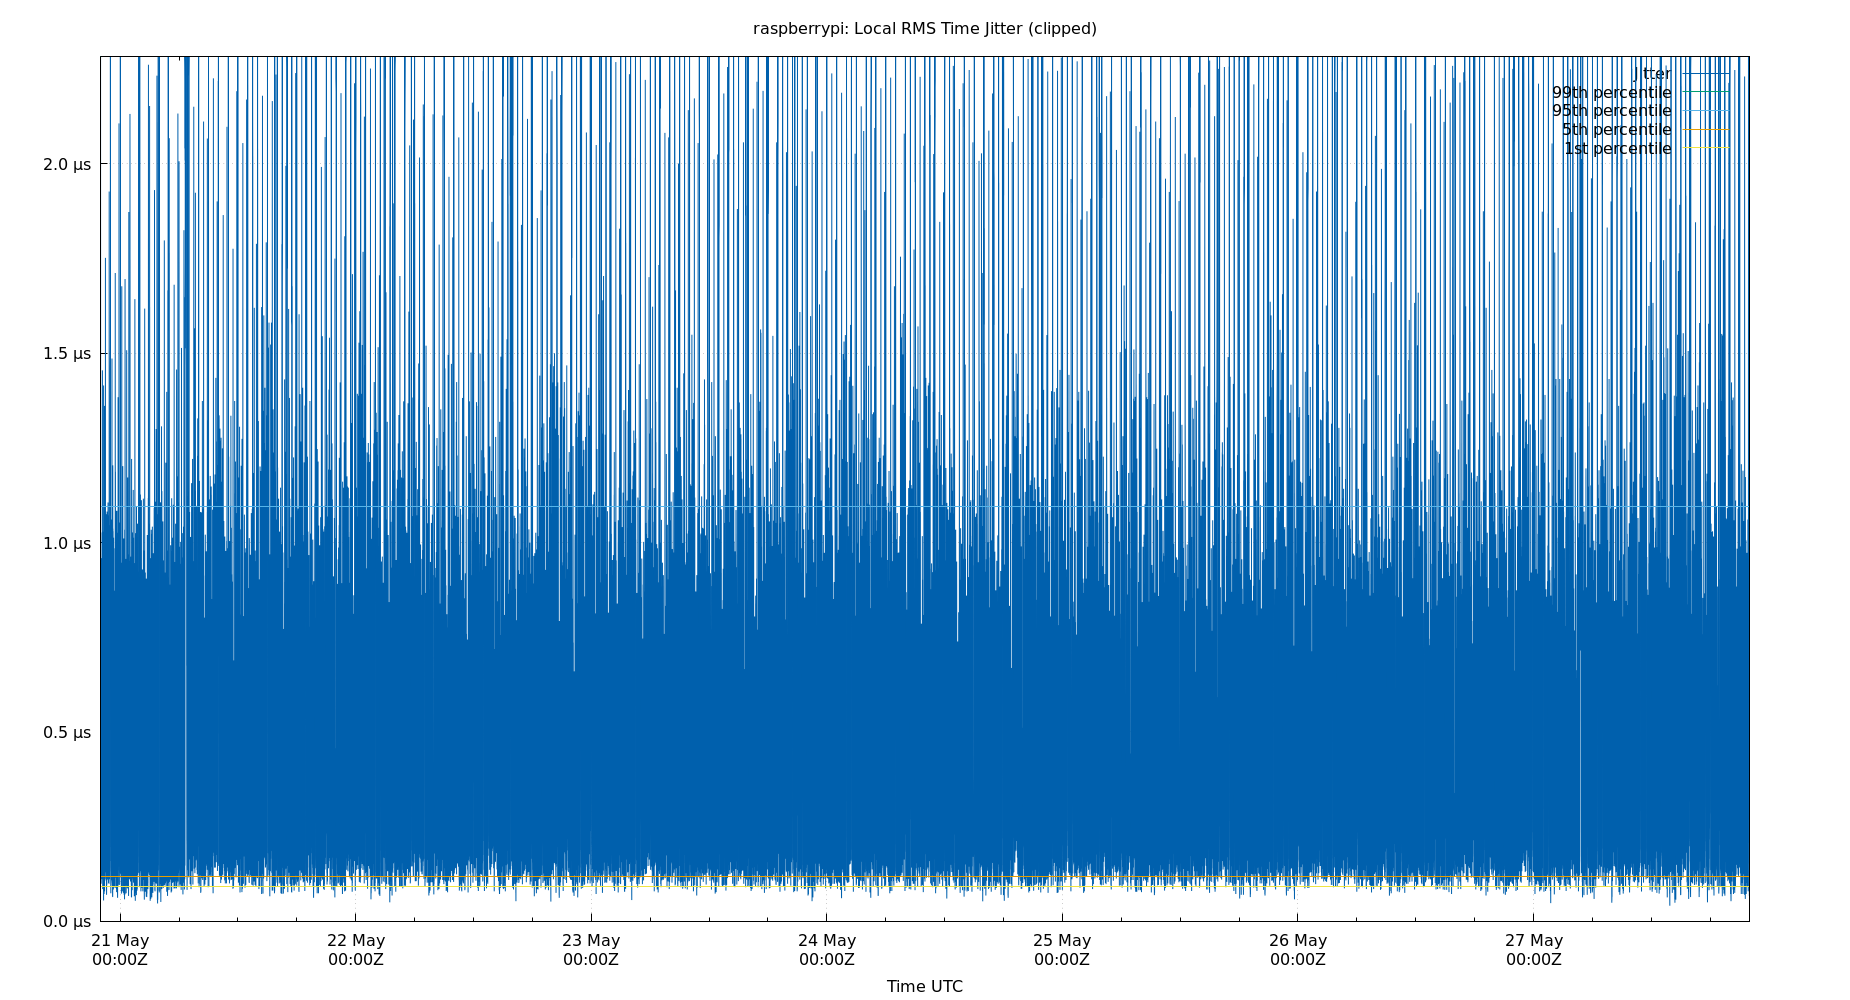 raspberrypi: Local RMS Time Jitter (clipped)
Jitter
99th percentile
95th percentile
5th percentile
1st percentile
2.0 µs
1.5 µs
1.0 µs
0.5 µs
0.0 µs
21 May 22 May 23 May 24 May 25 May 26 May 27 May
00:00Z 00:00Z 00:00Z 00:00Z 00:00Z 00:00Z 00:00Z
Time UTC